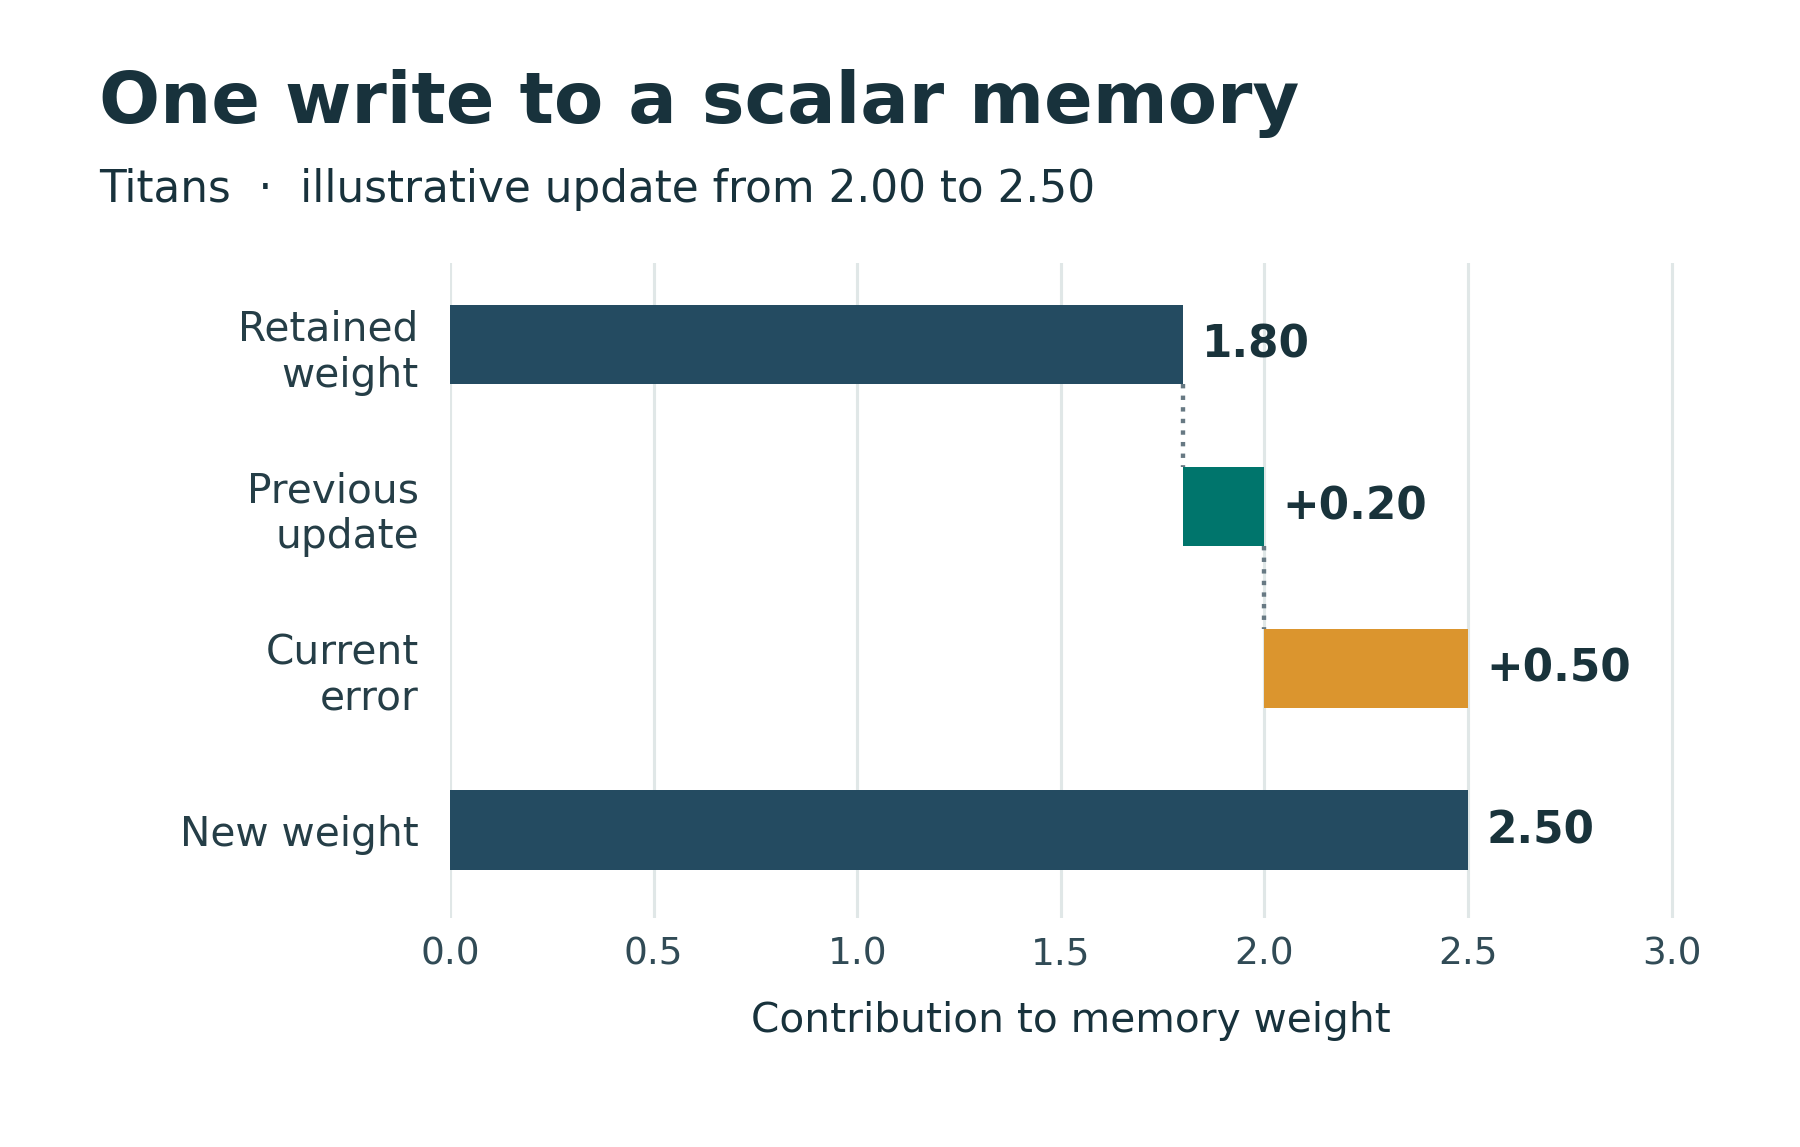 One write to a scalar memory
Titans · illustrative update from 2.00 to 2.50
Retained
weight
1.80
Previous
update
+0.20
Current
error
+0.50
New weight
2.50
0.0 0.5 1.0 1.5 2.0 2.5 3.0
Contribution to memory weight